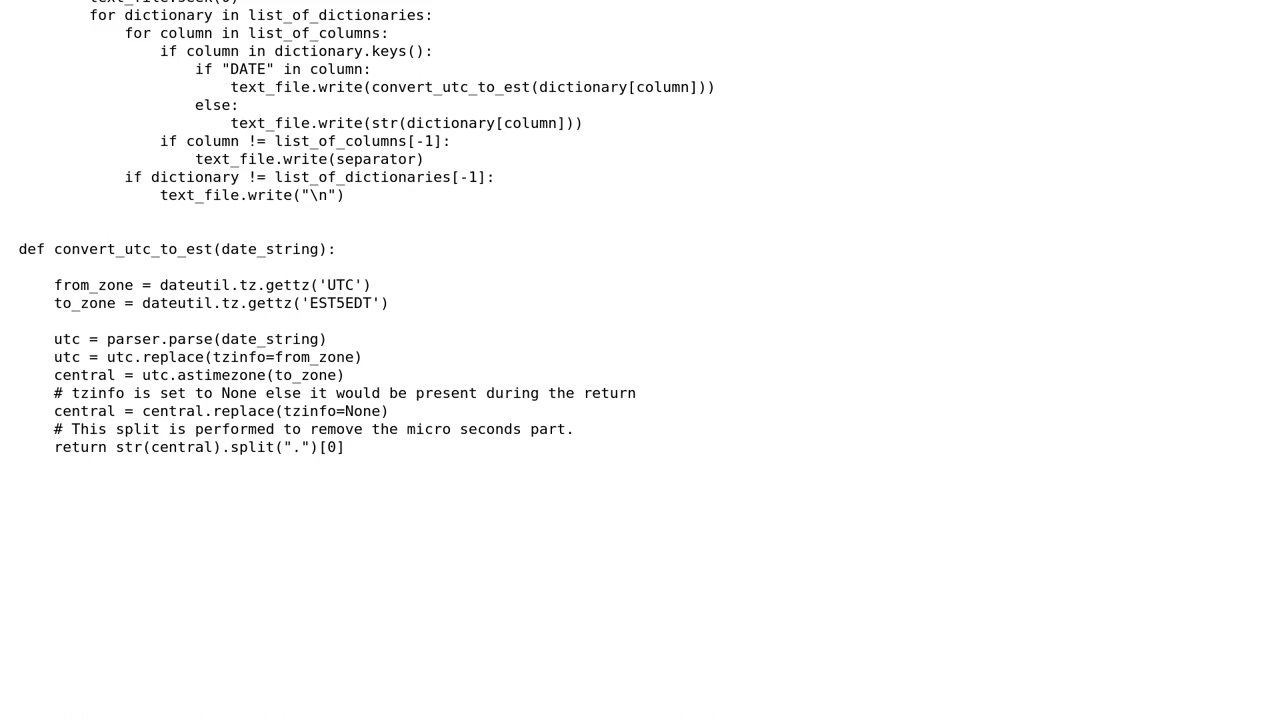 text_file.seek(0)
for dictionary in list_of_dictionaries:
for column in list_of_columns:
if column in dictionary.keys():
if "DATE" in column:
text_file.write(convert_utc_to_est(dictionary[column]))
else:
text_file.write(str(dictionary[column]))
if column != list_of_columns[-1]:
text_file.write(separator)
if dictionary != list_of_dictionaries[-1]:
text_file.write("\n")
def convert_utc_to_est(date_string):
from_zone = dateutil.tz.gettz('UTC')
to_zone = dateutil.tz.gettz('EST5EDT')
utc = parser.parse(date_string)
utc = utc.replace(tzinfo=from_zone)
central = utc.astimezone(to_zone)
# tzinfo is set to None else it would be present during the return
central = central.replace(tzinfo=None)
# This split is performed to remove the micro seconds part.
return str(central).split(".")[0]